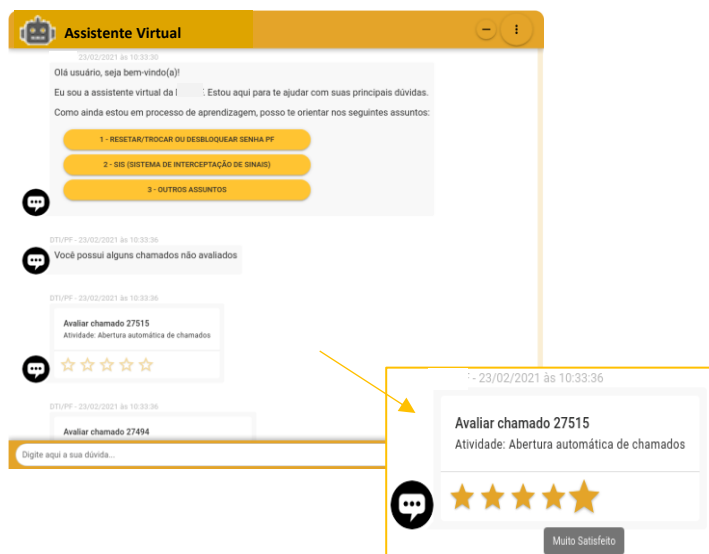 Assistente Virtual
23/02/2021 às 10:33:30
Olá usuário, seja bem-vindo(a)!
Eu sou a assistente virtual da Estou aqui para te ajudar com suas principais dúvidas.
Como ainda estou em processo de aprendizagem, posso te orientar nos seguintes assuntos:
1 - RESETAR/TROCAR OU DESBLOQUEAR SENHA PF
2 - SIS (SISTEMA DE INTERCEPTAÇÃO DE SINAIS)
3 - OUTROS ASSUNTOS
DTI/PF - 23/02/2021 às 10:33:36
Você possui alguns chamados não avaliados
DTI/PF - 23/02/2021 às 10:33:36
Avaliar chamado 27515
Atividade: Abertura automática de chamados
DTI/PF - 23/02/2021 às 10:33:36
Avaliar chamado 27494
Digite aqui a sua dúvida...
- 23/02/2021 às 10:33:36
Avaliar chamado 27515
Atividade: Abertura automática de chamados
Muito Satisfeito